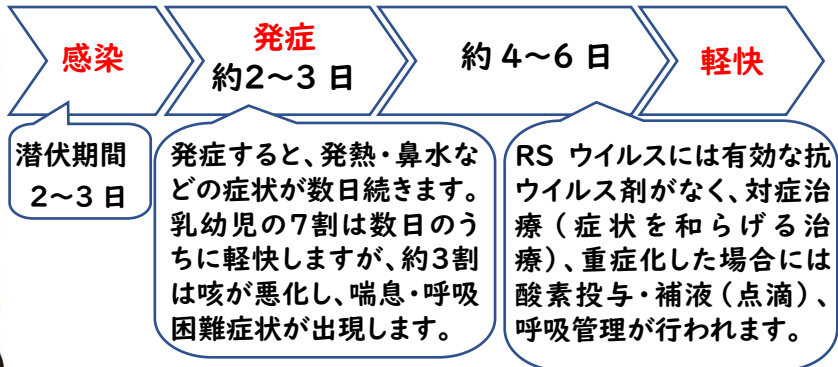 感染
発症
約2～3 日
約 4～6 日
軽快
潜伏期間
2～3 日
発症すると、発熱・鼻水な
どの症状が数日続きます。
乳幼児の7割は数日のう
ちに軽快しますが、約3割
は咳が悪化し、喘息・呼吸
困難症状が出現します。
RS ウイルスには有効な抗
ウイルス剤がなく、対症治
療（症状を和らげる治
療）、重症化した場合には
酸素投与・補液（点滴）、
呼吸管理が行われます。